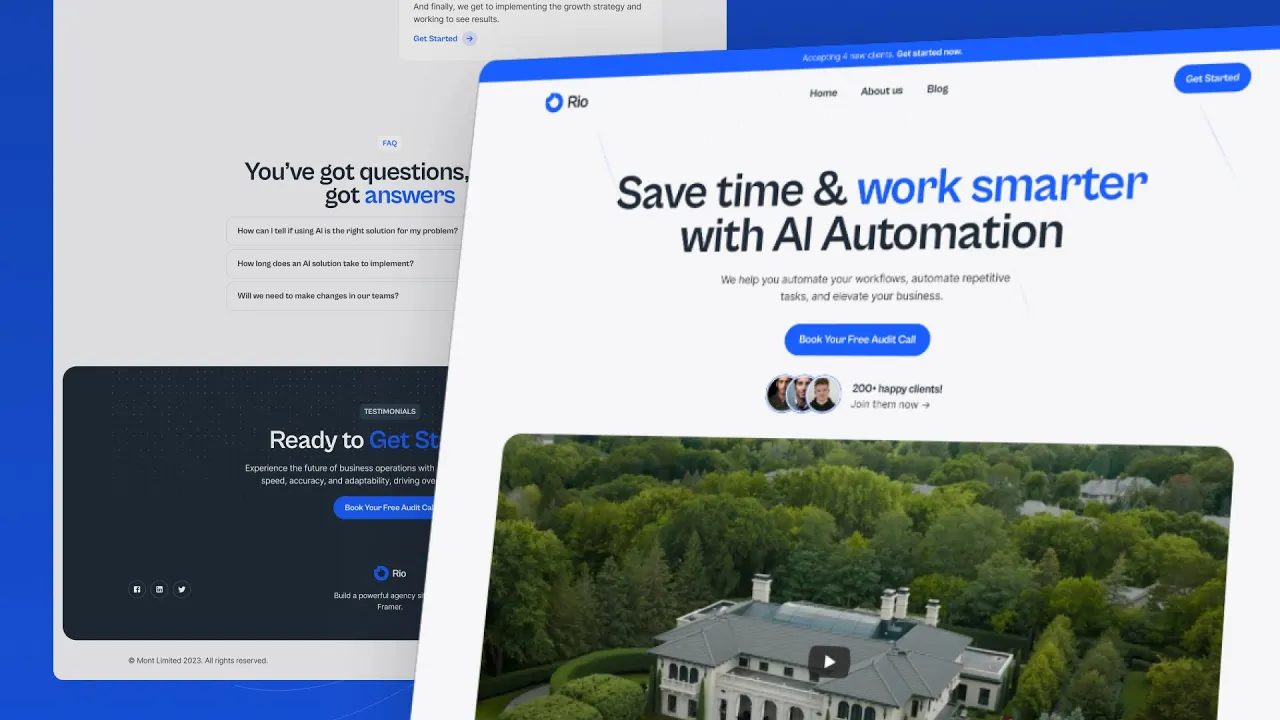 And finally, we get to implementing the growth strategy and
working to see results.
Get Started
FAQ
You’ve got questions,
got answers
How can I tell if using AI is the right solution for my problem?
How long does an AI solution take to implement?
Will we need to make changes in our teams?
TESTIMONIALS
Ready to Get St
Experience the future of business operations with
speed, accuracy, and adaptability, driving ove
Book Your Free Audit Cal
Rio
Build a powerful agency si
Framer.
© Mont Limited 2023. All rights reserved.
Accepting 4 new clients. Get started now.
Rio
Home About us Blog
Get Started
Save time & work smarter
with AI Automation
We help you automate your workflows, automate repetitive
tasks, and elevate your business.
Book Your Free Audit Call
200+ happy clients!
Join them now →